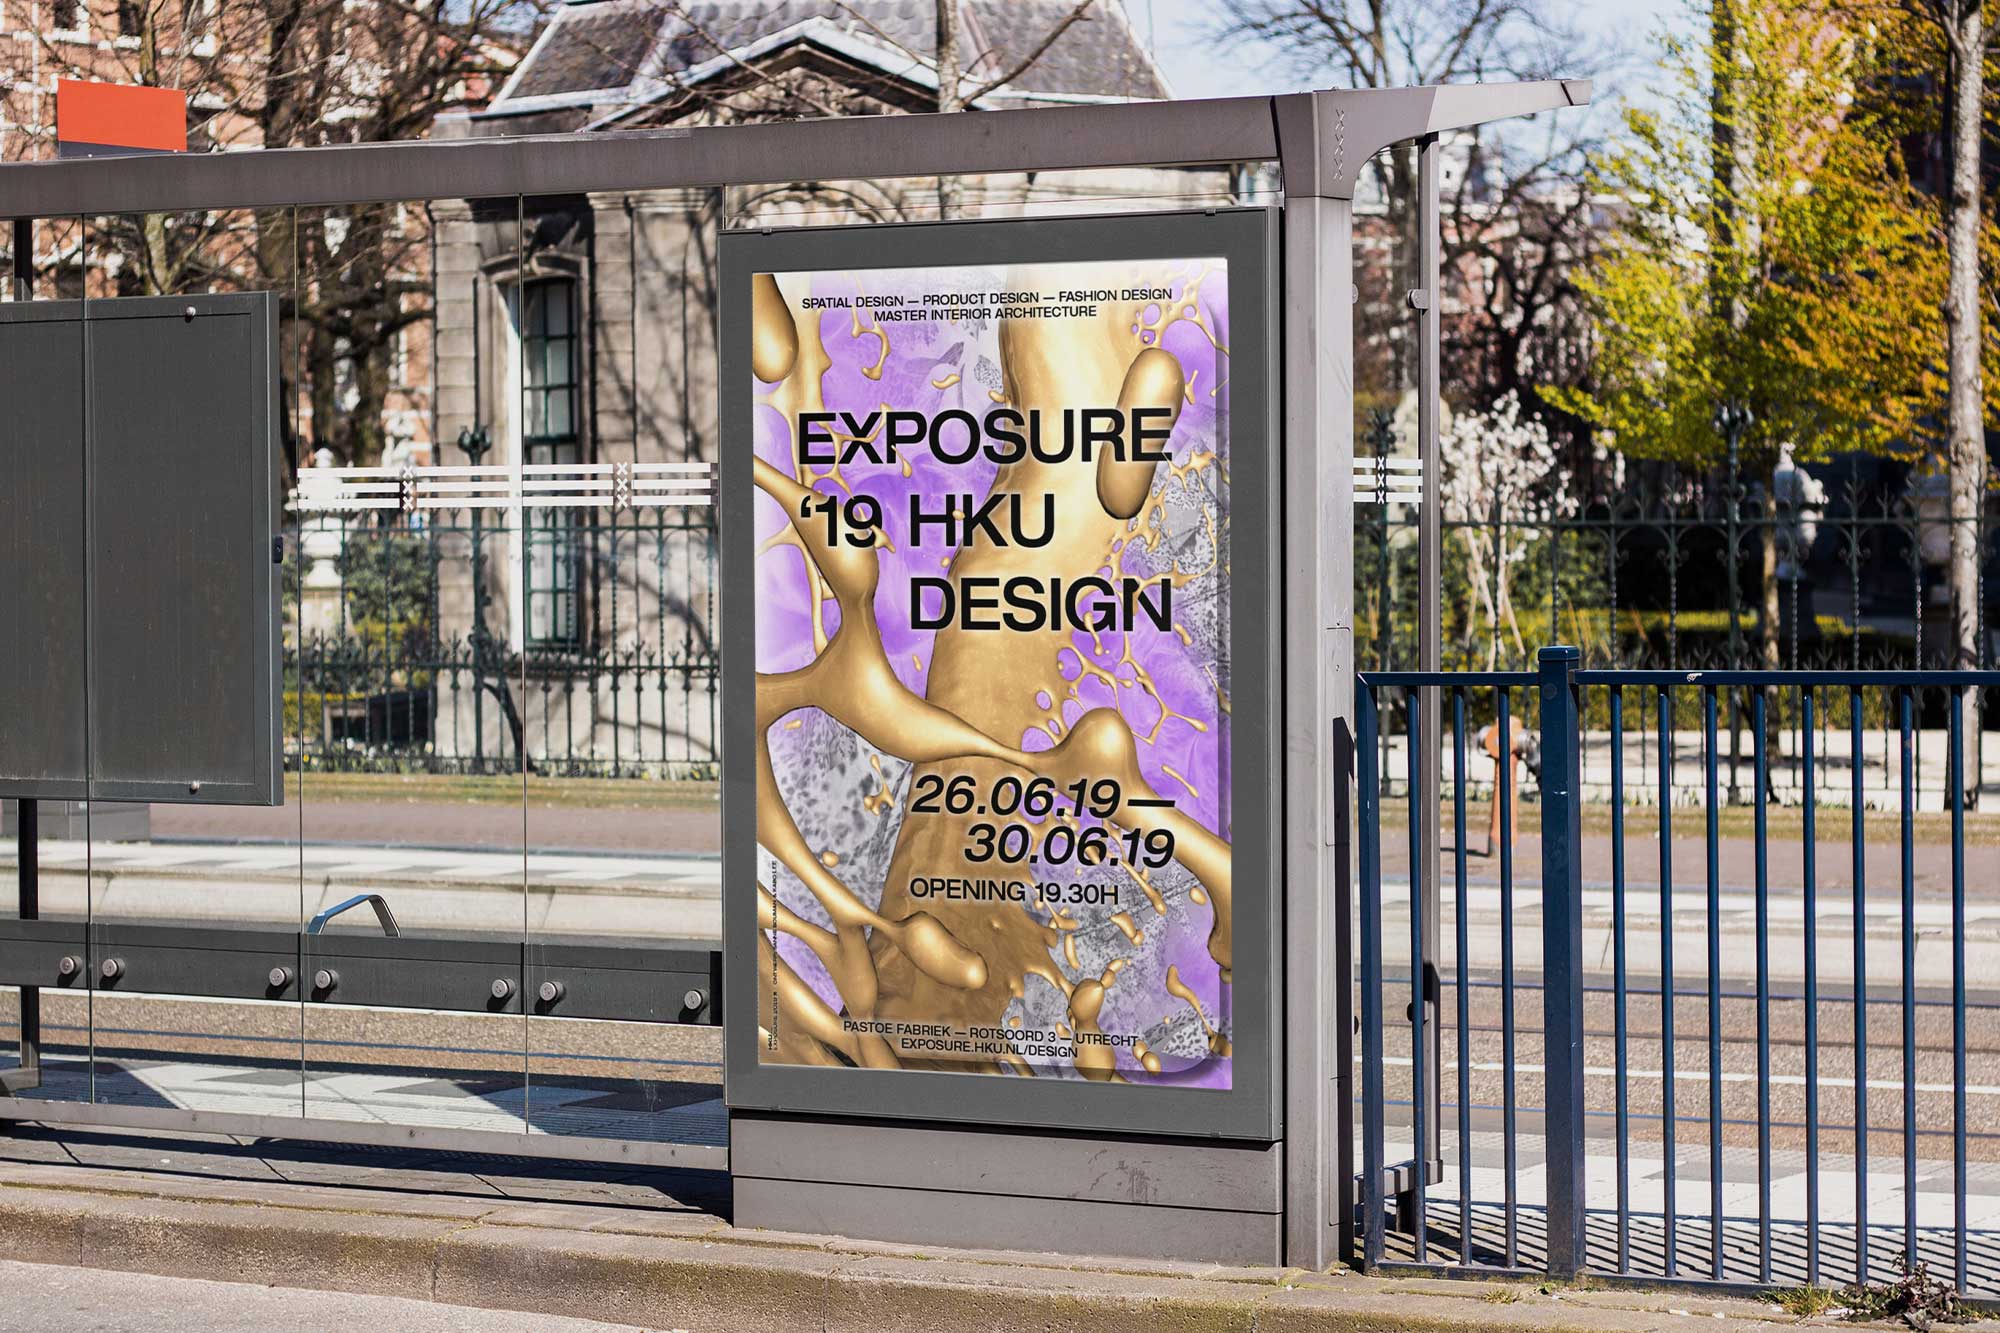 SPATIAL DESIGN — PRODUCT DESIGN — FASHION DESIGN
MASTER INTERIOR ARCHITECTURE
EXPOSURE
‘19 HKU
DESIGN
26.06.19 —
30.06.19
OPENING 19.30H
PASTOE FABRIEK — ROTSOORD 3 — UTRECHT
EXPOSURE.HKU.NL/DESIGN